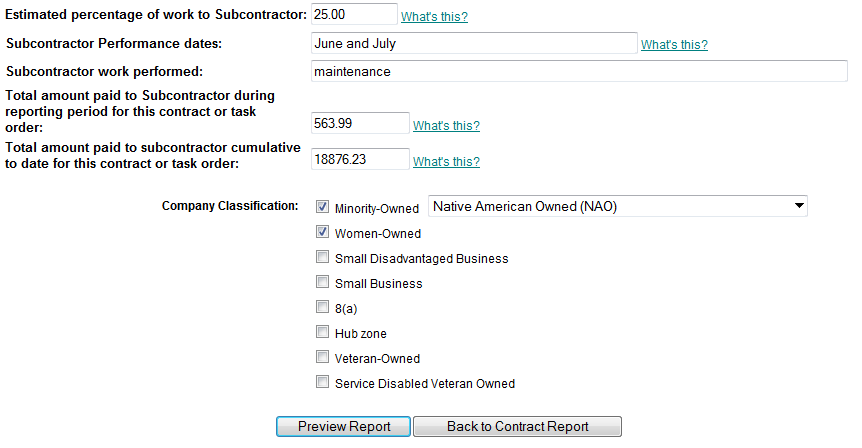 Estimated percentage of work to Subcontractor: 25.00 What's this?
Subcontractor Performance dates: June and July What's this?
Subcontractor work performed: maintenance
Total amount paid to Subcontractor during
reporting period for this contract or task
order: 563.99 What's this?
Total amount paid to subcontractor cumulative
to date for this contract or task order: 18876.23 What's this?
Company Classification: Minority-Owned Native American Owned (NAO)
Women-Owned
Small Disadvantaged Business
Small Business
8(a)
Hub zone
Veteran-Owned
Service Disabled Veteran Owned
Preview Report Back to Contract Report